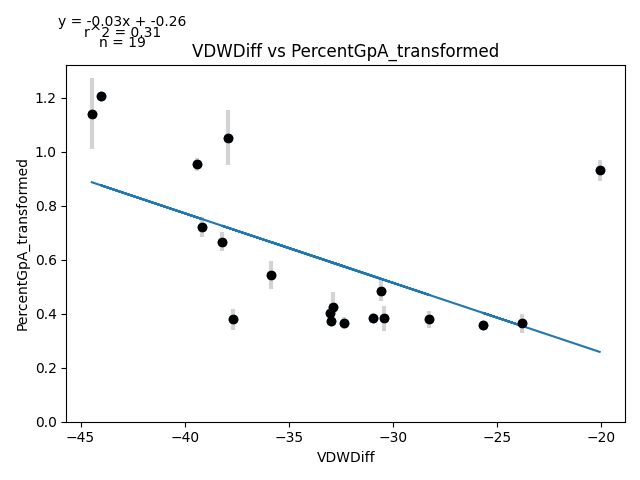 y = -0.03x + -0.26
r^2 = 0.31
n = 19
VDWDiff vs PercentGpA_transformed
1.2
1.0
0.8
0.6
0.4
0.2
0.0
PercentGpA_transformed
−45
−40
−35
−30
−25
−20
VDWDiff